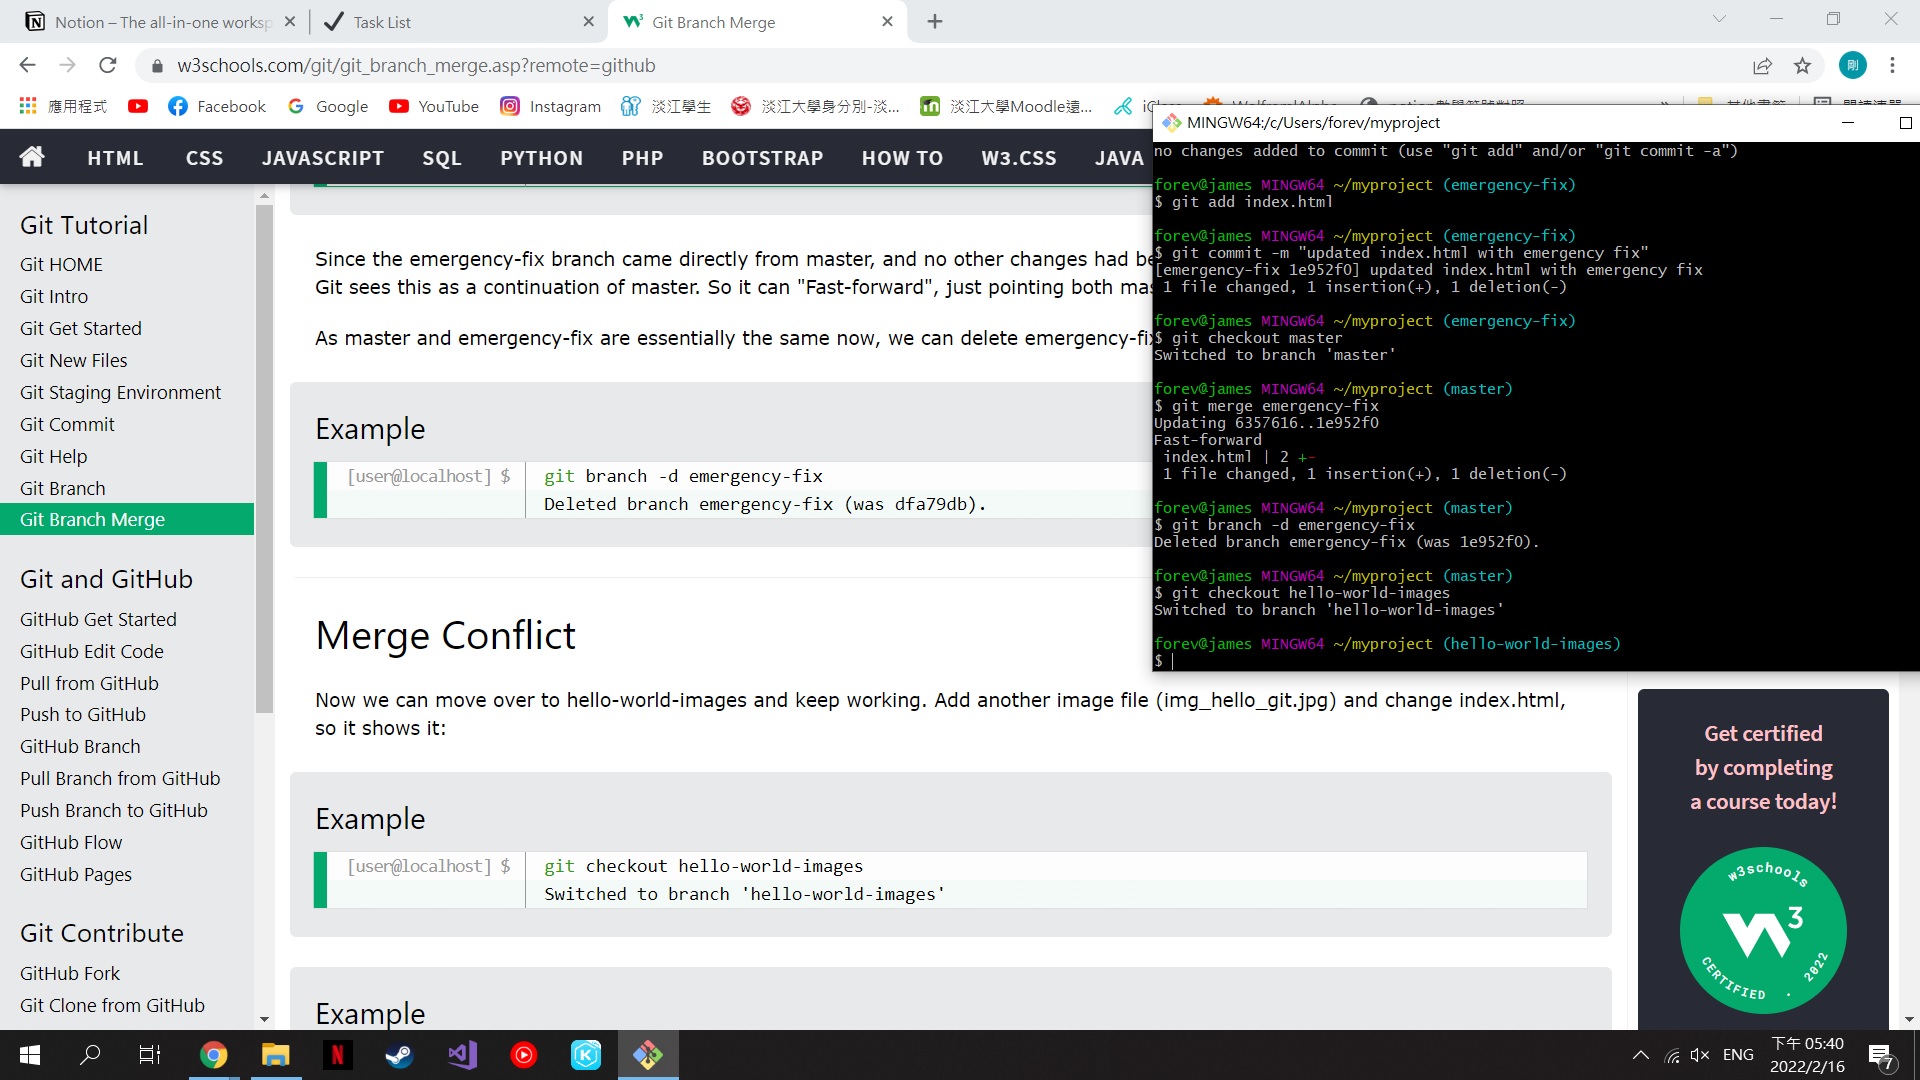 Notion – The all-in-one worksp
Task List
Git Branch Merge
w3schools.com/git/git_branch_merge.asp?remote=github
剛
應用程式
Facebook
Google
YouTube
Instagram
淡江學生
淡江大學身分別-淡...
淡江大學Moodle遠...
HTML
CSS
JAVASCRIPT
SQL
PYTHON
PHP
BOOTSTRAP
HOW TO
W3.CSS
JAVA
Git Tutorial
Git HOME
Git Intro
Git Get Started
Git New Files
Git Staging Environment
Git Commit
Git Help
Git Branch
Git Branch Merge
Git and GitHub
GitHub Get Started
GitHub Edit Code
Pull from GitHub
Push to GitHub
GitHub Branch
Pull Branch from GitHub
Push Branch to GitHub
GitHub Flow
GitHub Pages
Git Contribute
GitHub Fork
Git Clone from GitHub
Since the emergency-fix branch came directly from master, and no other changes had be
Git sees this as a continuation of master. So it can "Fast-forward", just pointing both mas
As master and emergency-fix are essentially the same now, we can delete emergency-fix
Example
[user@localhost] $ git branch -d emergency-fix
Deleted branch emergency-fix (was dfa79db).
Merge Conflict
Now we can move over to hello-world-images and keep working. Add another image file (img_hello_git.jpg) and change index.html,
so it shows it:
Example
[user@localhost] $ git checkout hello-world-images
Switched to branch 'hello-world-images'
Example
MINGW64:/c/Users/forev/myproject
no changes added to commit (use "git add" and/or "git commit -a")
forev@james MINGW64 ~/myproject (emergency-fix)
$ git add index.html
forev@james MINGW64 ~/myproject (emergency-fix)
$ git commit -m "updated index.html with emergency fix"
[emergency-fix 1e952f0] updated index.html with emergency fix
1 file changed, 1 insertion(+), 1 deletion(-)
forev@james MINGW64 ~/myproject (emergency-fix)
$ git checkout master
Switched to branch 'master'
forev@james MINGW64 ~/myproject (master)
$ git merge emergency-fix
Updating 6357616..1e952f0
Fast-forward
index.html | 2 +-
1 file changed, 1 insertion(+), 1 deletion(-)
forev@james MINGW64 ~/myproject (master)
$ git branch -d emergency-fix
Deleted branch emergency-fix (was 1e952f0).
forev@james MINGW64 ~/myproject (master)
$ git checkout hello-world-images
Switched to branch 'hello-world-images'
forev@james MINGW64 ~/myproject (hello-world-images)
$
Get certified
by completing
a course today!
w3schools
3
CERTIFIED . 2022
ENG
下午 05:40
2022/2/16
7